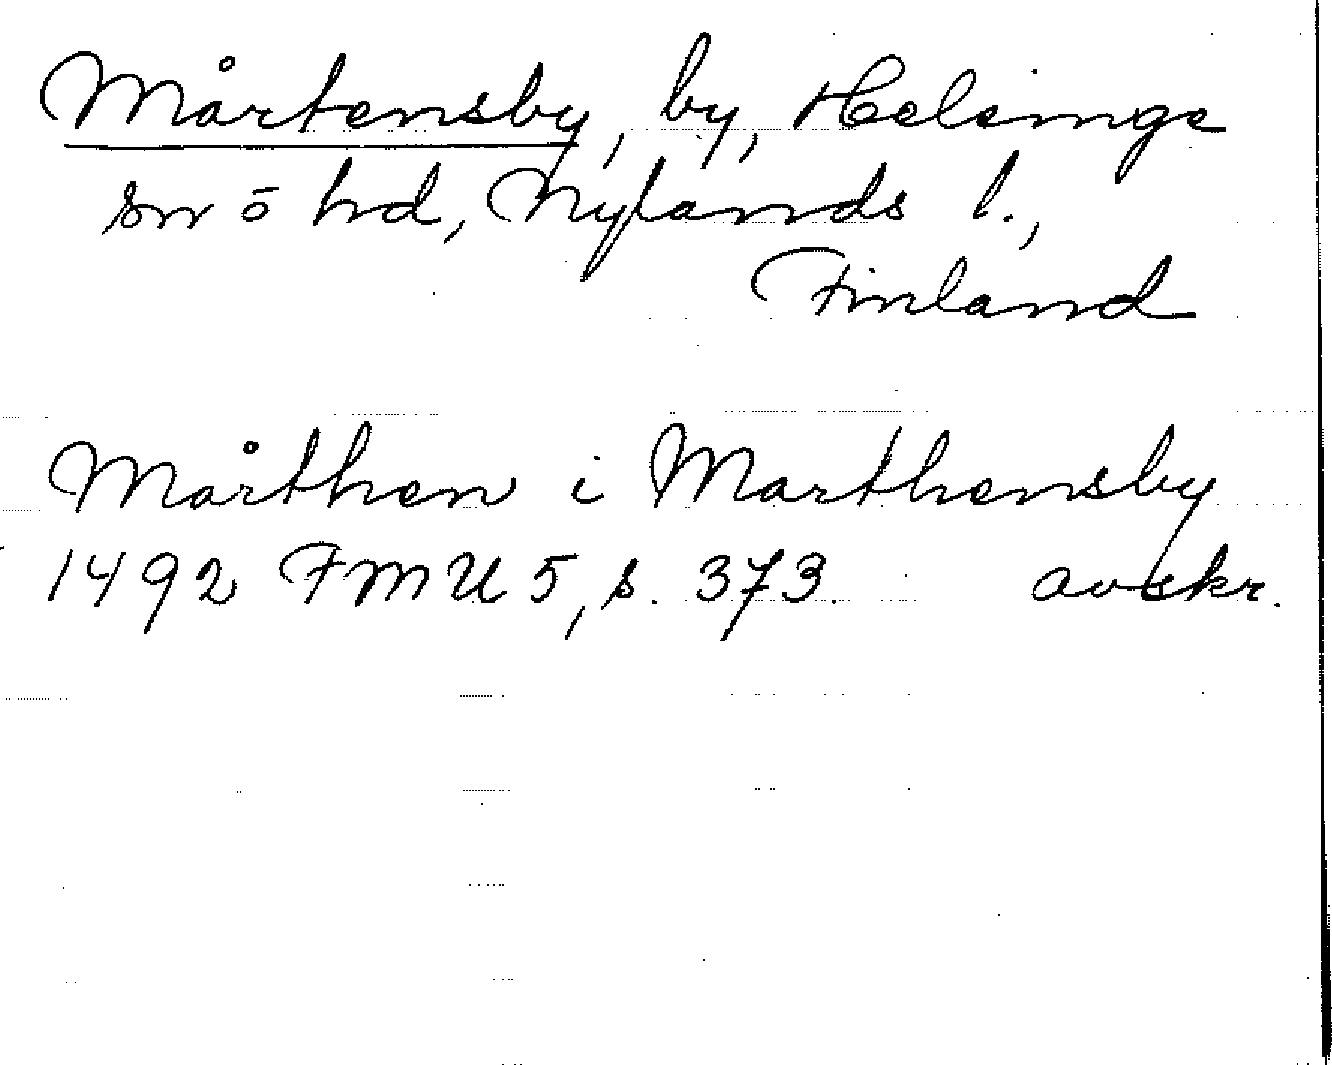 Mårtensby, by, Helsinge
sn o hd, Nylands l.,
Finland
Mårthen i Marthensby
1492 FMU 5, s. 373. avskr.